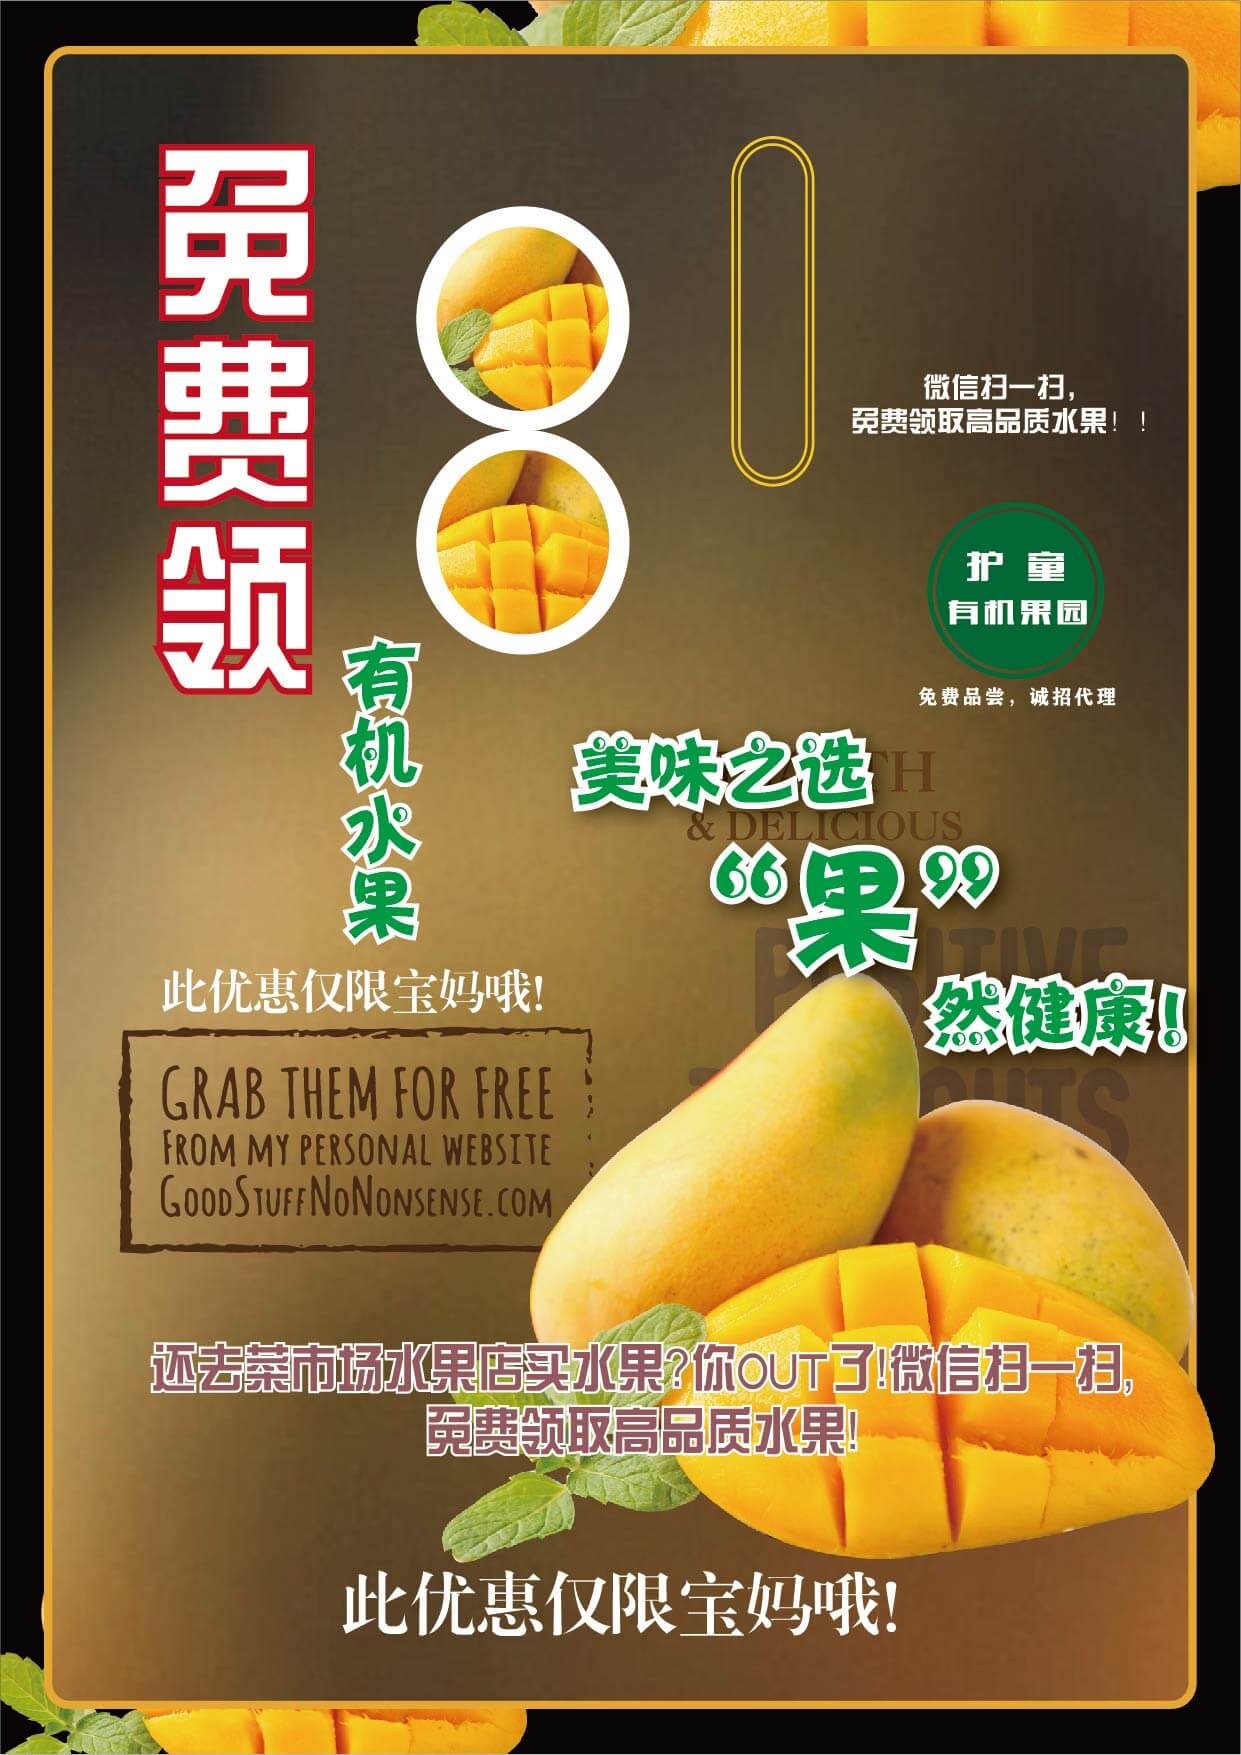 免费领
微信扫一扫,
免费领取高品质水果！！
护 童
有机果园
免费品尝，诚招代理
有机水果
美味之选
TH
& DELICIOUS
“果”
然健康!
此优惠仅限宝妈哦!
GRAB THEM FOR FREE
FROM MY PERSONAL WEBSITE
GOODSTUFFNONONSENSE.COM
还去菜市场水果店买水果?你OUT了!微信扫一扫,
免费领取高品质水果!
此优惠仅限宝妈哦!